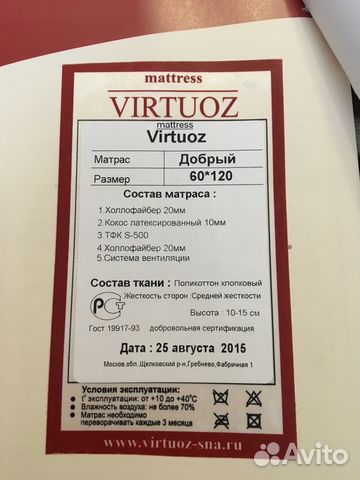 mattress
VIRTUOZ
mattress
Virtuoz
Матрас Добрый
Размер 60*120
Состав матраса :
1.Холлофайбер 20мм
2.Кокос латексированный 10мм
3.ТФК S-500
4.Холлофайбер 20мм
5.Система вентиляции
Состав ткани : Поликоттон хлопковый
Жесткость сторон :Средней жесткости
Высота : 10-15 см
Гост 19917-93 добровольная сертификация
Дата : 25 августа 2015
Москов.обл.,Щелковский р-н,Гребнево,Фабричная 1
Условия эксплуатации:
t° эксплуатации: от +10 до +40°C
Влажность воздуха: не более 70%
Матрас необходимо
переворачивать каждые 3 месяца
www.virtuoz-sna.ru
Avito